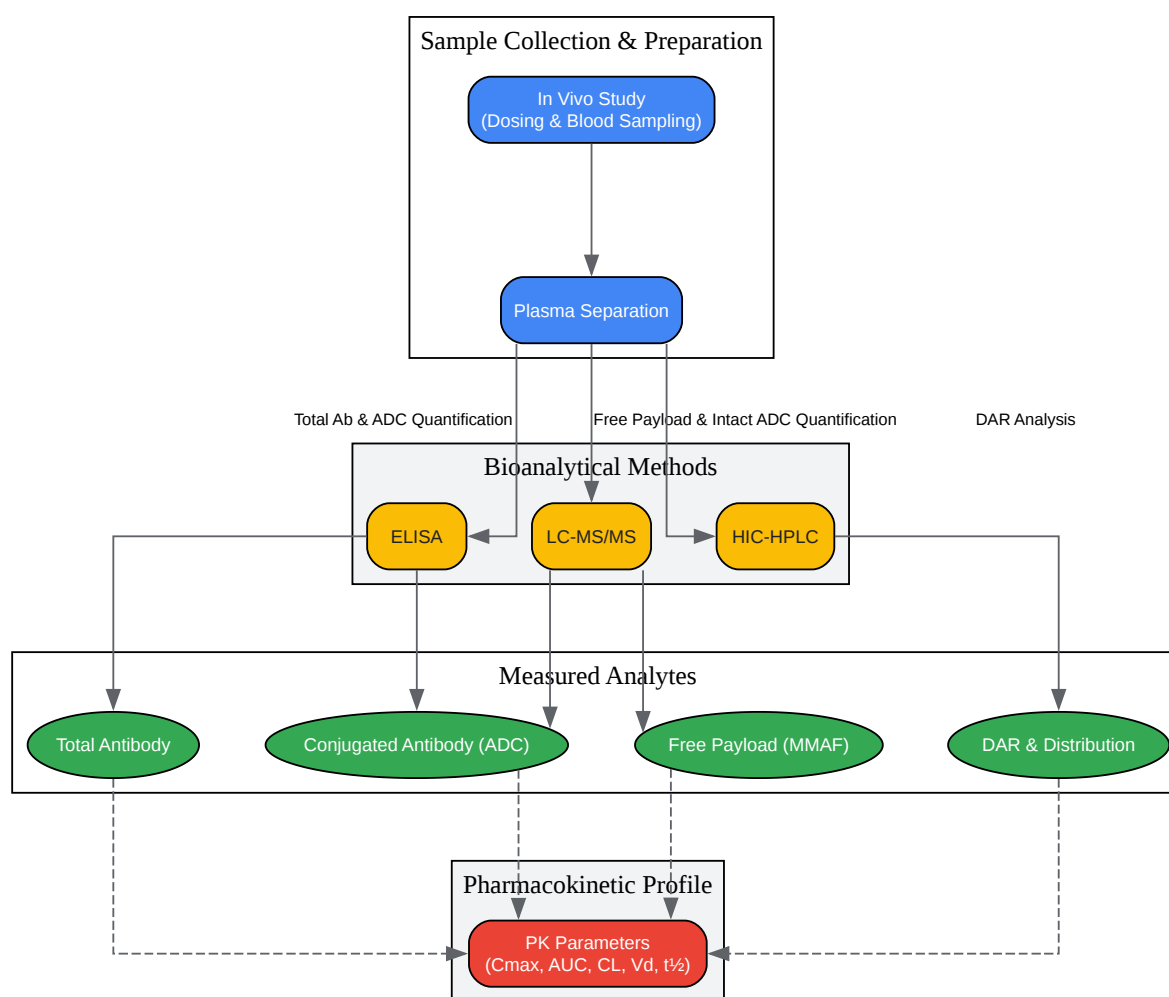 Sample Collection & Preparation
In Vivo Study
(Dosing & Blood Sampling)
Plasma Separation
Total Ab & ADC Quantification
Free Payload & Intact ADC Quantification
DAR Analysis
Bioanalytical Methods
ELISA
LC-MS/MS
HIC-HPLC
Measured Analytes
Total Antibody
Conjugated Antibody (ADC)
Free Payload (MMAF)
DAR & Distribution
Pharmacokinetic Profile
PK Parameters
(Cmax, AUC, CL, Vd, t½)